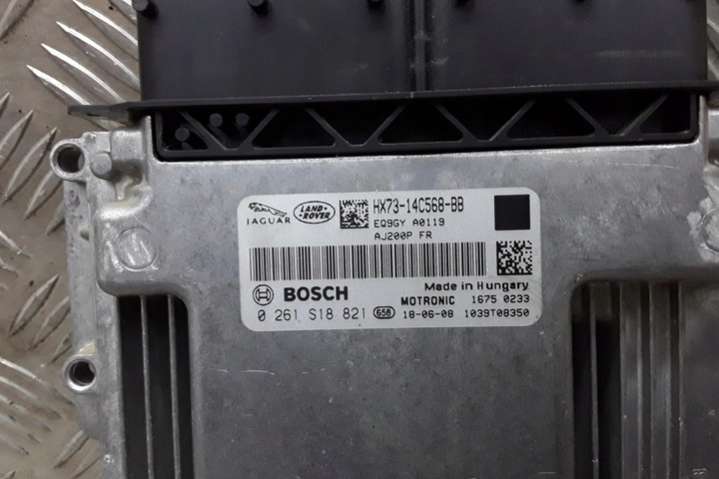 JAGUAR
LAND-ROVER
HX73-14C568-BB
EQ9GY A0119
AJ200P FR
BOSCH
Made in Hungary
MOTRONIC 1675 0233
0 261 S18 821 658 18-06-08 1039T08350